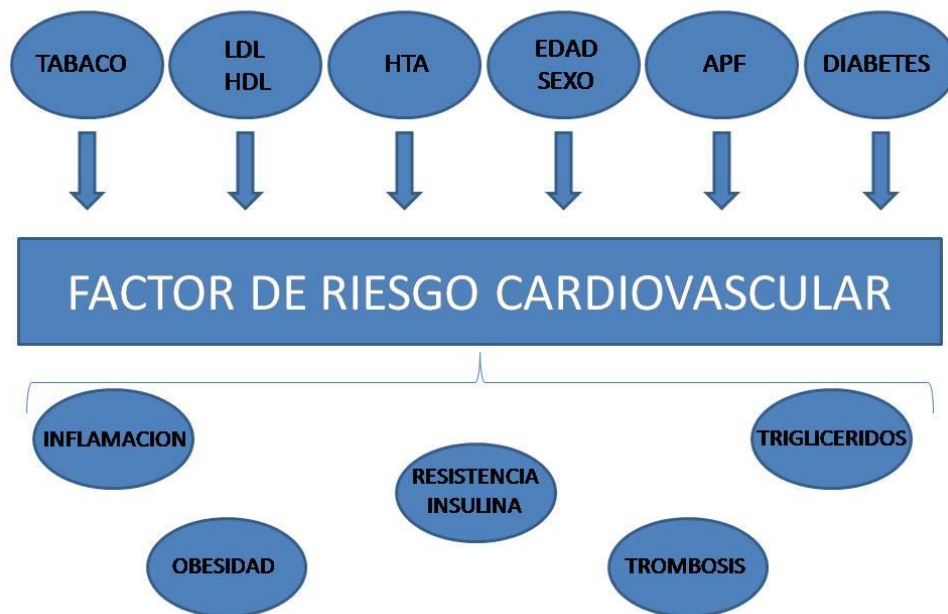 TABACO
LDL
HDL
HTA
EDAD
SEXO
APF
DIABETES
FACTOR DE RIESGO CARDIOVASCULAR
INFLAMACION
TRIGLICERIDOS
RESISTENCIA
INSULINA
OBESIDAD
TROMBOSIS